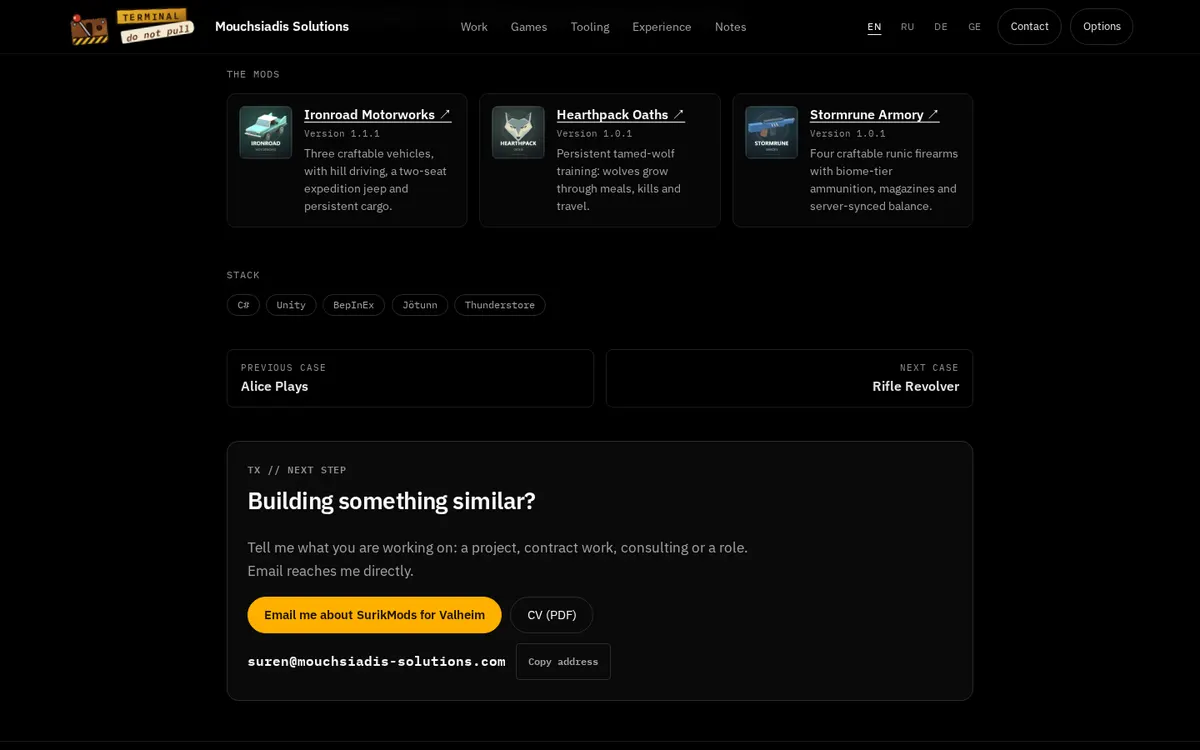 TERMINAL
do not pull
Mouchsiadis Solutions
Work
Games
Tooling
Experience
Notes
EN
RU
DE
GE
Contact
Options
THE MODS
IRONROAD
Ironroad Motorworks ↗
Version 1.1.1
Three craftable vehicles,
with hill driving, a two-seat
expedition jeep and
persistent cargo.
HEARTHPACK
Hearthpack Oaths ↗
Version 1.0.1
Persistent tamed-wolf
training: wolves grow
through meals, kills and
travel.
STORMRUNE
Stormrune Armory ↗
Version 1.0.1
Four craftable runic firearms
with biome-tier
ammunition, magazines and
server-synced balance.
STACK
C#
Unity
BepInEx
Jötunn
Thunderstore
PREVIOUS CASE
Alice Plays
NEXT CASE
Rifle Revolver
TX // NEXT STEP
Building something similar?
Tell me what you are working on: a project, contract work, consulting or a role.
Email reaches me directly.
Email me about SurikMods for Valheim
CV (PDF)
suren@mouchsiadis-solutions.com
Copy address